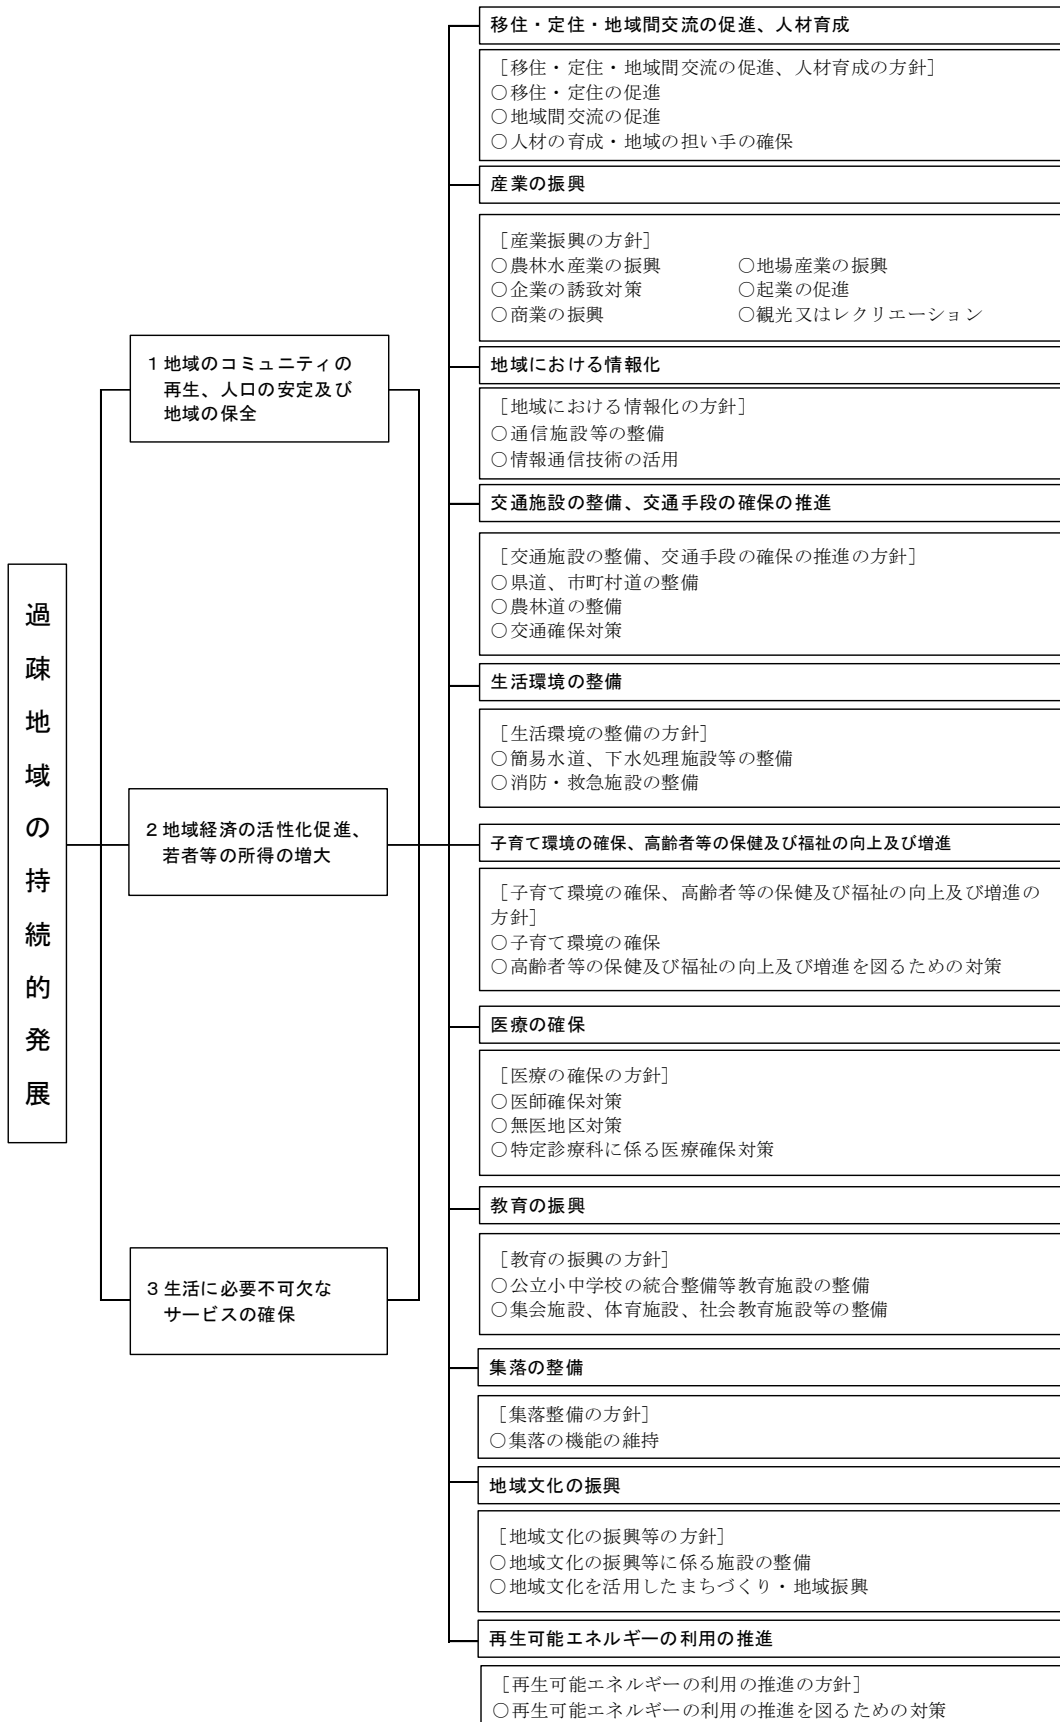 過疎地域の持続的発展
1 地域のコミュニティの
再生、人口の安定及び
地域の保全
2 地域経済の活性化促進、
若者等の所得の増大
3 生活に必要不可欠な
サービスの確保
移住・定住・地域間交流の促進、人材育成
［移住・定住・地域間交流の促進、人材育成の方針］
○移住・定住の促進
○地域間交流の促進
○人材の育成・地域の担い手の確保
産業の振興
［産業振興の方針］
○農林水産業の振興　○地場産業の振興
○企業の誘致対策　○起業の促進
○商業の振興　○観光又はレクリエーション
地域における情報化
［地域における情報化の方針］
○通信施設等の整備
○情報通信技術の活用
交通施設の整備、交通手段の確保の推進
［交通施設の整備、交通手段の確保の推進の方針］
○県道、市町村道の整備
○農林道の整備
○交通確保対策
生活環境の整備
［生活環境の整備の方針］
○簡易水道、下水処理施設等の整備
○消防・救急施設の整備
子育て環境の確保、高齢者等の保健及び福祉の向上及び増進
［子育て環境の確保、高齢者等の保健及び福祉の向上及び増進の
方針］
○子育て環境の確保
○高齢者等の保健及び福祉の向上及び増進を図るための対策
医療の確保
［医療の確保の方針］
○医師確保対策
○無医地区対策
○特定診療科に係る医療確保対策
教育の振興
［教育の振興の方針］
○公立小中学校の統合整備等教育施設の整備
○集会施設、体育施設、社会教育施設等の整備
集落の整備
［集落整備の方針］
○集落の機能の維持
地域文化の振興
［地域文化の振興等の方針］
○地域文化の振興等に係る施設の整備
○地域文化を活用したまちづくり・地域振興
再生可能エネルギーの利用の推進
［再生可能エネルギーの利用の推進の方針］
○再生可能エネルギーの利用の推進を図るための対策